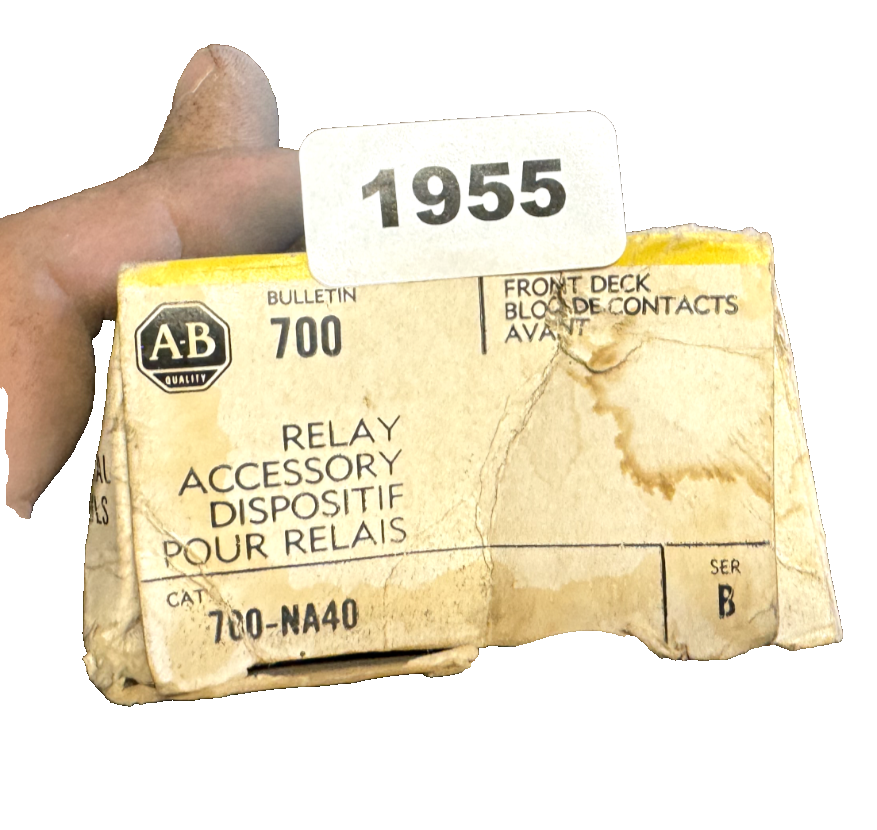 1955
BULLETIN
700
FRONT DECK
BLOC DE CONTACTS
AVANT
A-B
QUALITY
RELAY
ACCESSORY
DISPOSITIF
POUR RELAIS
CAT
700-NA40
SER
B